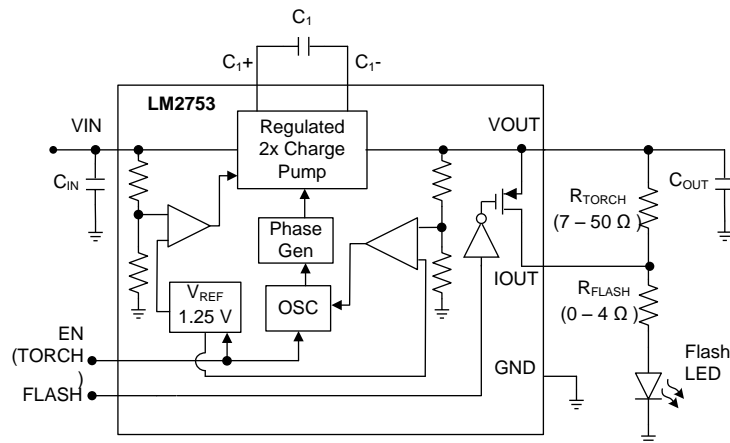 C1
C1+ C1-
LM2753
VIN
Regulated
2x Charge
Pump
VOUT
CIN
COUT
RTORCH
(7 – 50 Ω)
Phase
Gen
IOUT
VREF
1.25 V
OSC
RFLASH
(0 – 4 Ω)
EN
(TORCH
)
FLASH
GND
Flash
LED